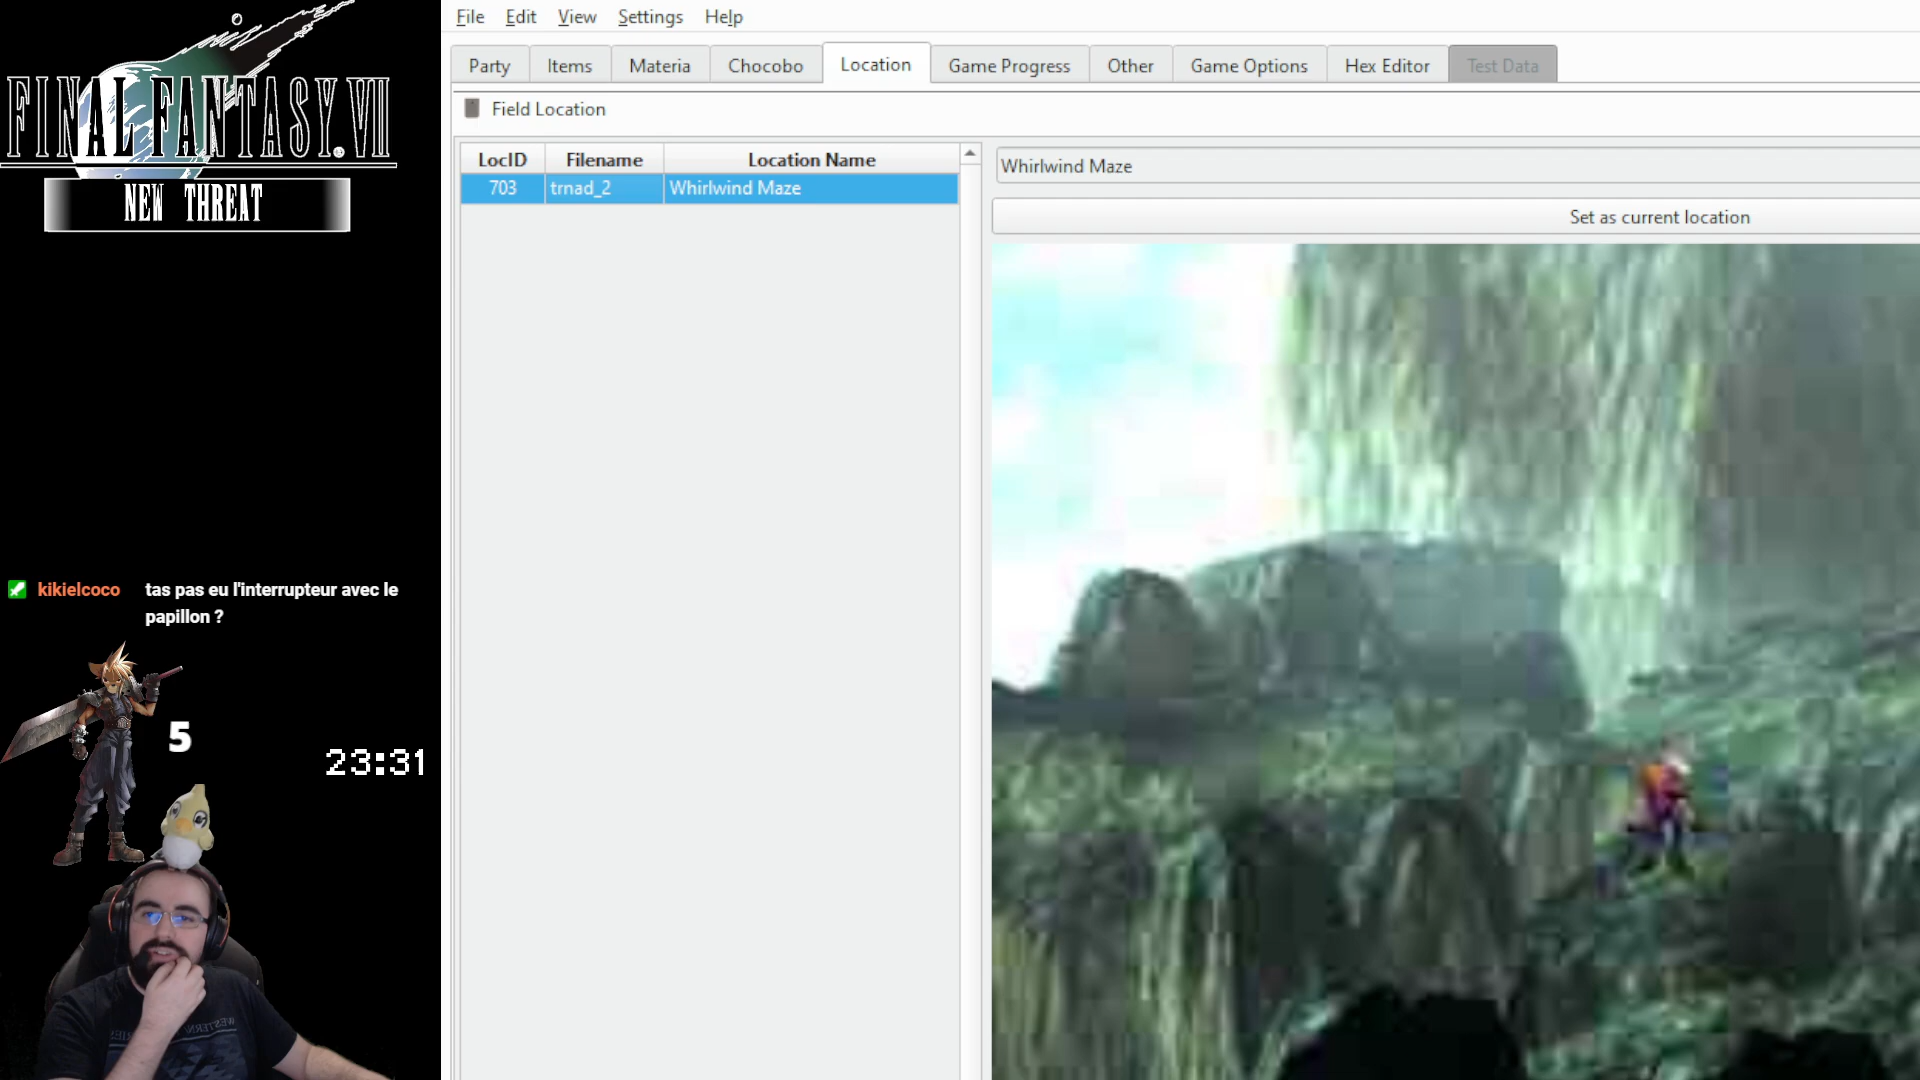 FINAL FANTASY.VII
NEW THREAT
kikielcoco tas pas eu l'interrupteur avec le
papillon ?
5
23:31
File Edit View Settings Help
Party Items Materia Chocobo Location Game Progress Other Game Options Hex Editor Test Data
Field Location
LocID Filename Location Name
703 trnad_2 Whirlwind Maze
Whirlwind Maze
Set as current location